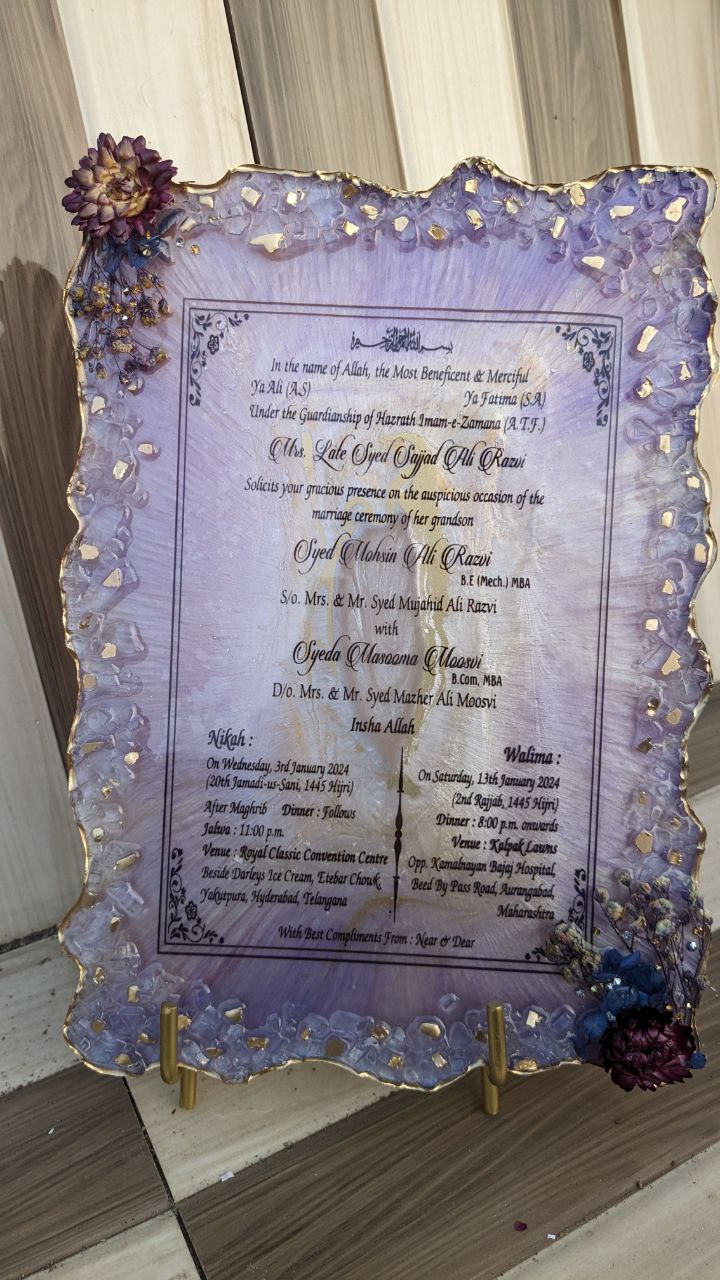 بسم الله الرحمن الرحيم
In the name of Allah, the Most Beneficent & Merciful
Ya Ali (A.S) Ya Fatima (S.A)
Under the Guardianship of Hazrath Imam-e-Zamana (A.T.F.)
Mrs. Late Syed Sajjad Ali Razvi
Solicits your gracious presence on the auspicious occasion of the
marriage ceremony of her grandson
Syed Mohsin Ali Razvi
B.E (Mech.) MBA
S/o. Mrs. & Mr. Syed Mujahid Ali Razvi
with
Syeda Masooma Moosvi
B.Com, MBA
D/o. Mrs. & Mr. Syed Mazher Ali Moosvi
Insha Allah
Nikah :
On Wednesday, 3rd January 2024
(20th Jamadi-us-Sani, 1445 Hijri)
After Maghrib Dinner : Follows
Jalwa : 11:00 p.m.
Venue : Royal Classic Convention Centre
Beside Darleys Ice Cream, Etebar Chowk,
Yakutpura, Hyderabad, Telangana
Walima :
On Saturday, 13th January 2024
(2nd Rajjab, 1445 Hijri)
Dinner : 8:00 p.m. onwards
Venue : Kalpak Lawns
Opp. Kamalnayan Bajaj Hospital,
Beed By Pass Road, Aurangabad,
Maharashtra
With Best Compliments From : Near & Dear